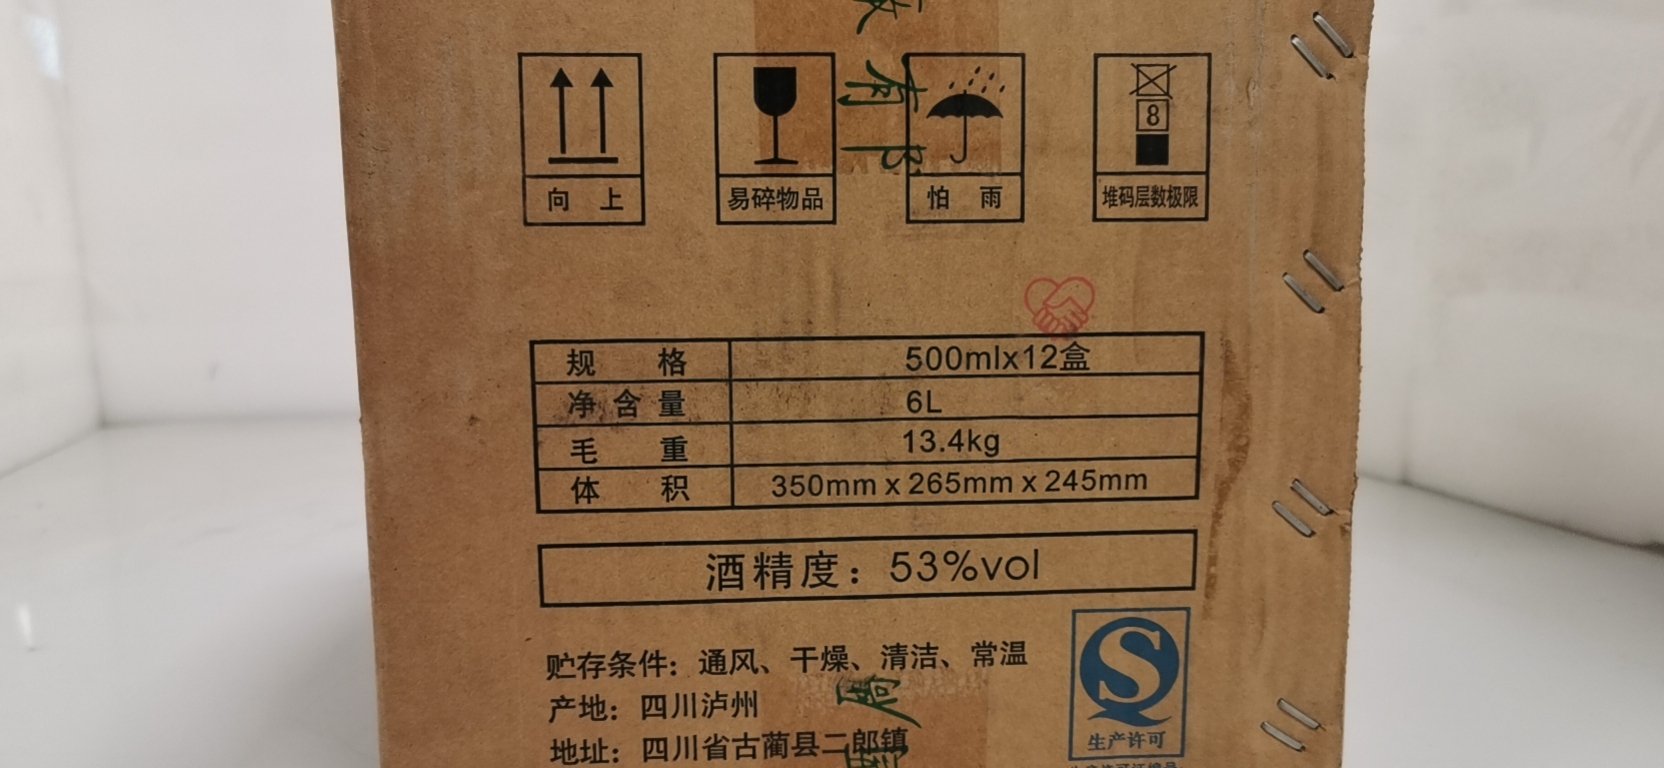 向 上
易碎物品
怕 雨
8
堆码层数极限
规 格 500mlx12盒
净含量 6L
毛 重 13.4kg
体 积 350mm x 265mm x 245mm
酒精度：53%vol
贮存条件：通风、干燥、清洁、常温
产地：四川泸州
地址：四川省古蔺县二郎镇
生产许可